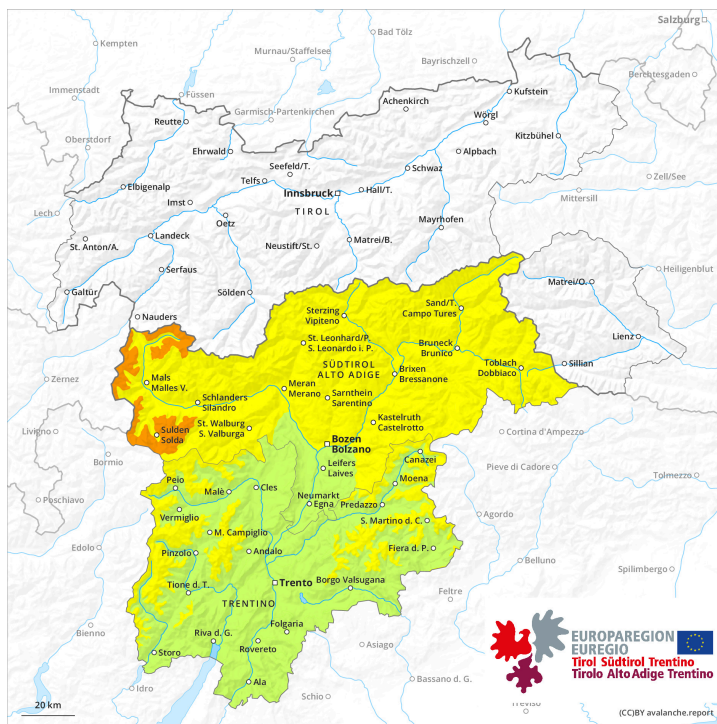 Salzburg
Kempten
Bad Tölz
Murnau/Staffelsee
Bayrischzell
Berchtesgaden
Immenstadt
Füssen
Achenkirch
Kufstein
Garmisch-Partenkirchen
Reutte
Wörgl
Oberstdorf
Kitzbühel
Ehrwald
Alpbach
Seefeld/T.
Schwaz
Zell/See
Telfs
Elbigenalp
Innsbruck
Hall/T.
Mittersill
Imst
TIROL
Lech
Oetz
Mayrhofen
St. Anton/A.
Landeck
Neustift/St.
Matrei/B.
Serfaus
Heiligenblut
Galtür
Sölden
Matrei/O.
Nauders
Sterzing
Vipiteno
Sand/T.
Campo Tures
Lienz
St. Leonhard/P.
S. Leonardo i. P.
Bruneck
Brunico
Sillian
Zernez
SÜDTIROL
ALTO ADIGE
Toblach
Dobbiaco
Mals
Málles V.
Meran
Merano
Brixen
Bressanone
Schlanders
Silandro
Sarnthein
Sarentino
Livigno
St. Walburg
S. Valburga
Kastelruth
Castelrotto
Sulden
Solda
Cortina d'Ampezzo
Bozen
Bolzano
Bormio
Canazei
Pieve di Cadore
Leifers
Laives
Tolmezzo
Poschiavo
Peio
Malè
Cles
Moena
Neumarkt
Egna
Predazzo
Vermiglio
Agordo
S. Martino d. C.
M. Campiglio
Edolo
Pinzolo
Andalo
Fiera d. P.
Belluno
Spilimbergo
Tione d. T.
Trento
Borgo Valsugana
Feltre
TRENTINO
Folgaria
Bienno
Riva d. G.
Rovereto
Asiago
Storo
EUROPAREGION
EUREGIO
Tirol Südtirol Trentino
Tirolo Alto Adige Trentino
Ala
Bassano d. G.
Idro
Schio
Treviso
20 km
(CC)BY avalanche.report